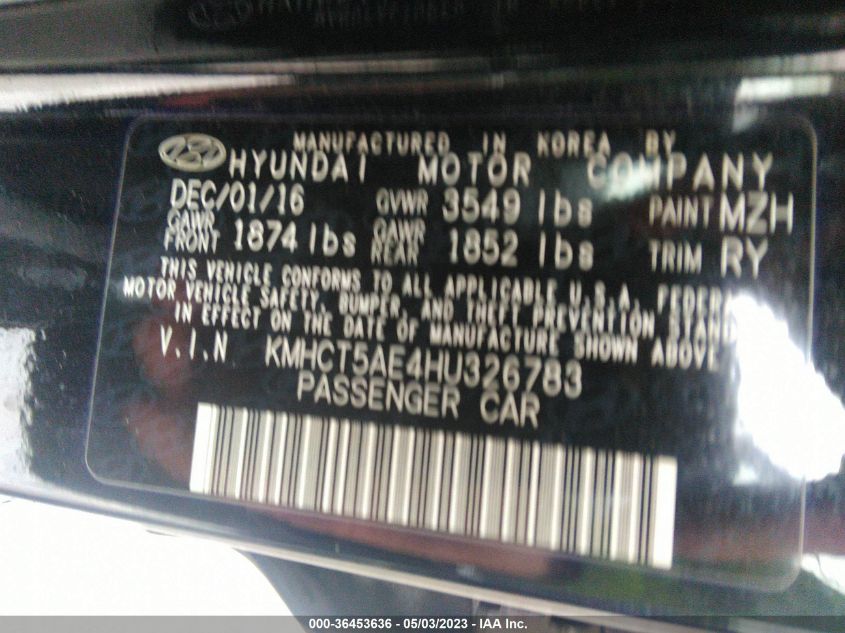 MANUFACTURED IN KOREA BY
HYUNDAI MOTOR COMPANY
DEC/01/16 GVWR 3549 lbs PAINT MZH
GAWR FRONT 1874 lbs GAWR REAR 1852 lbs TRIM RY
THIS VEHICLE CONFORMS TO ALL APPLICABLE U.S.A. FEDER
MOTOR VEHICLE SAFETY, BUMPER, AND THEFT PREVENTION STAND
IN EFFECT ON THE DATE OF MANUFACTURE SHOWN ABOVE.
V.I.N KMHCT5AE4HU326783
PASSENGER CAR
000-36453636 - 05/03/2023 - IAA Inc.